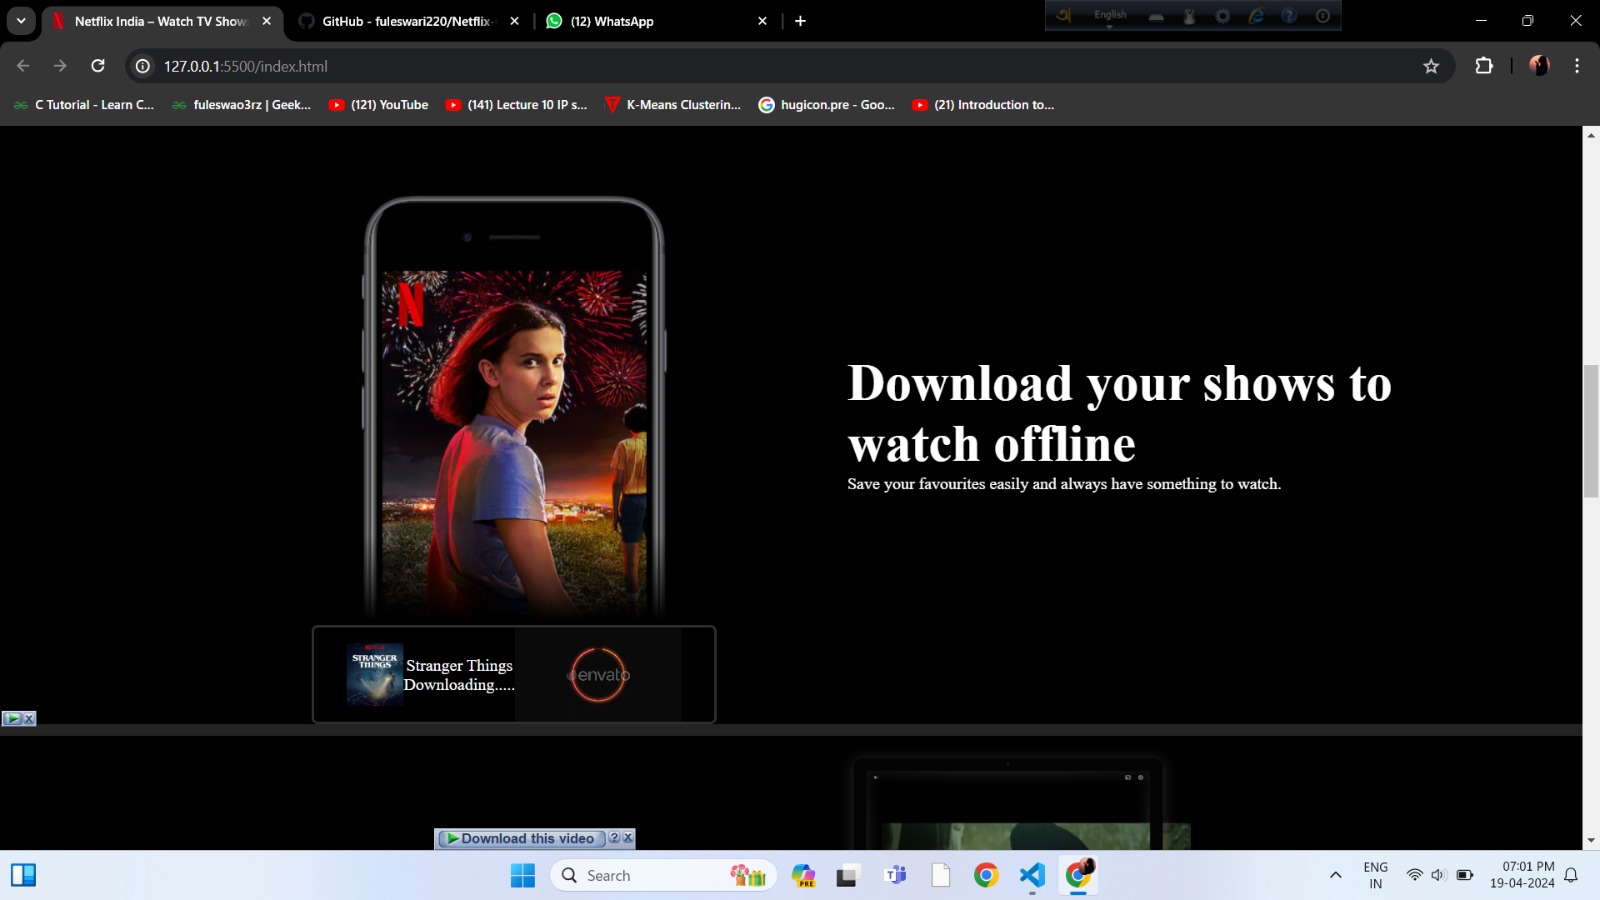 Netflix India – Watch TV Show
GitHub - fuleswari220/Netflix-
(12) WhatsApp
English
127.0.0.1:5500/index.html
C Tutorial - Learn C...
fuleswao3rz | Geek...
(121) YouTube
(141) Lecture 10 IP s...
K-Means Clusterin...
hugicon.pre - Goo...
(21) Introduction to...
N
Download your shows to
watch offline
Save your favourites easily and always have something to watch.
NETFLIX
STRANGER
THINGS
Stranger Things
Downloading.....
envato
Download this video
Search
PRE
ENG
IN
07:01 PM
19-04-2024